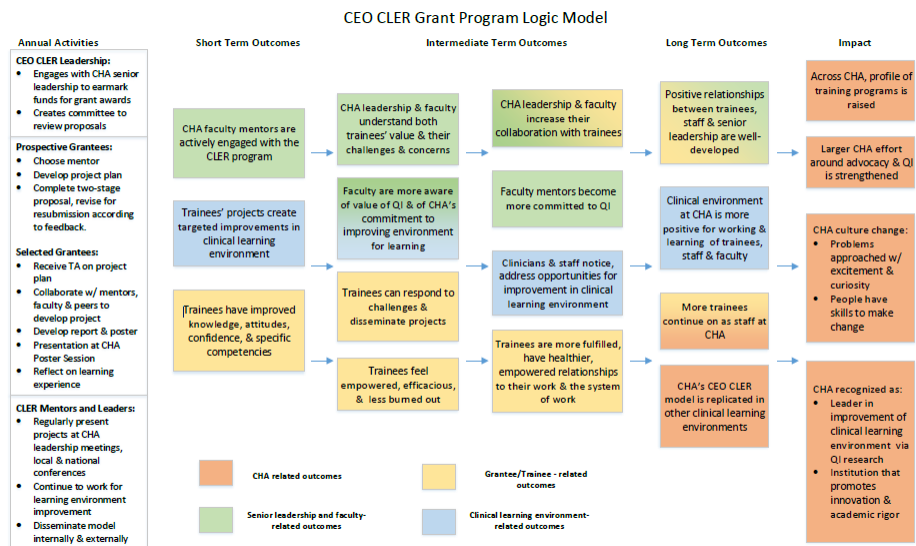 CEO CLER Grant Program Logic Model
Annual Activities
Short Term Outcomes
Intermediate Term Outcomes
Long Term Outcomes
Impact
CEO CLER Leadership:
• Engages with CHA senior
leadership to earmark
funds for grant awards
• Creates committee to
review proposals
Prospective Grantees:
• Choose mentor
• Develop project plan
• Complete two-stage
proposal, revise for
resubmission according
to feedback.
Selected Grantees:
• Receive TA on project
plan
• Collaborate w/ mentors,
faculty & peers to
develop project
• Develop report & poster
• Presentation at CHA
Poster Session
• Reflect on learning
experience
CLER Mentors and Leaders:
• Regularly present
projects at CHA
leadership meetings,
local & national
conferences
• Continue to work for
learning environment
improvement
• Disseminate model
internally & externally
CHA faculty mentors are
actively engaged with the
CLER program
Trainees' projects create
targeted improvements in
clinical learning
environment
Trainees have improved
knowledge, attitudes,
confidence, & specific
competencies
CHA leadership & faculty
understand both
trainees' value & their
challenges & concerns
Faculty are more aware
of value of QI & of CHA's
commitment to
improving environment
for learning
Trainees can respond to
challenges &
disseminate projects
Trainees feel
empowered, efficacious,
& less burned out
CHA leadership & faculty
increase their
collaboration with trainees
Faculty mentors become
more committed to QI
Clinicians & staff notice,
address opportunities for
improvement in clinical
learning environment
Trainees are more fulfilled,
have healthier,
empowered relationships
to their work & the system
of work
Positive relationships
between trainees,
staff & senior
leadership are well-
developed
Clinical environment
at CHA is more
positive for working &
learning of trainees,
staff & faculty
More trainees
continue on as staff at
CHA
CHA's CEO CLER
model is replicated in
other clinical learning
environments
Across CHA, profile of
training programs is
raised
Larger CHA effort
around advocacy & QI
is strengthened
CHA culture change:
• Problems
approached w/
excitement &
curiosity
• People have
skills to make
change
CHA recognized as:
• Leader in
improvement of
clinical learning
environment via
QI research
• Institution that
promotes
innovation &
academic rigor
CHA related outcomes
Grantee/Trainee - related
outcomes
Senior leadership and faculty-
related outcomes
Clinical learning environment-
related outcomes